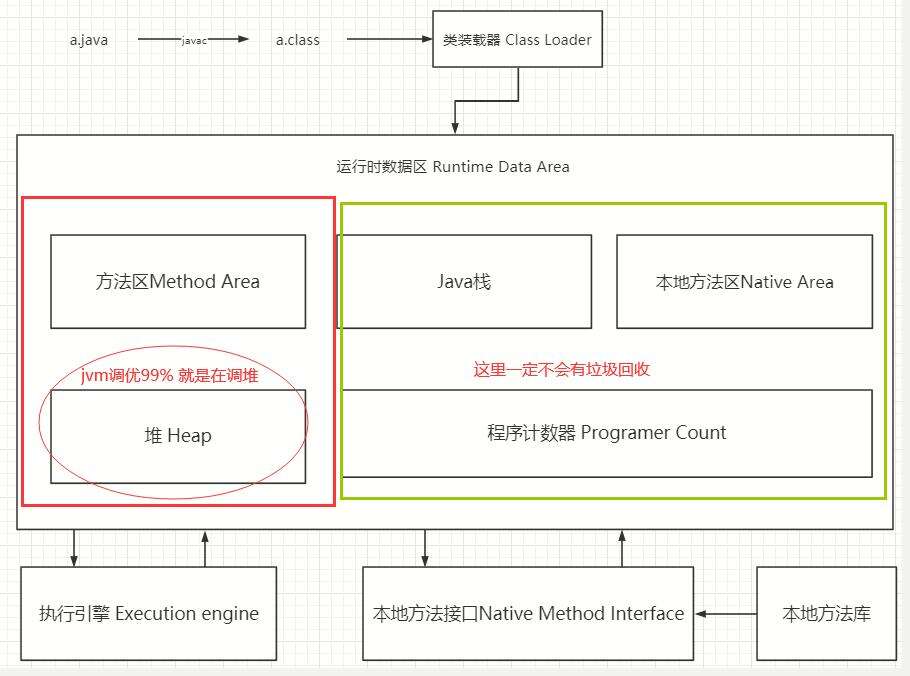 a.java
javac
a.class
类装载器 Class Loader
运行时数据区 Runtime Data Area
方法区Method Area
Java栈
本地方法区Native Area
jvm调优99% 就是在调堆
这里一定不会有垃圾回收
堆 Heap
程序计数器 Programer Count
执行引擎 Execution engine
本地方法接口Native Method Interface
本地方法库